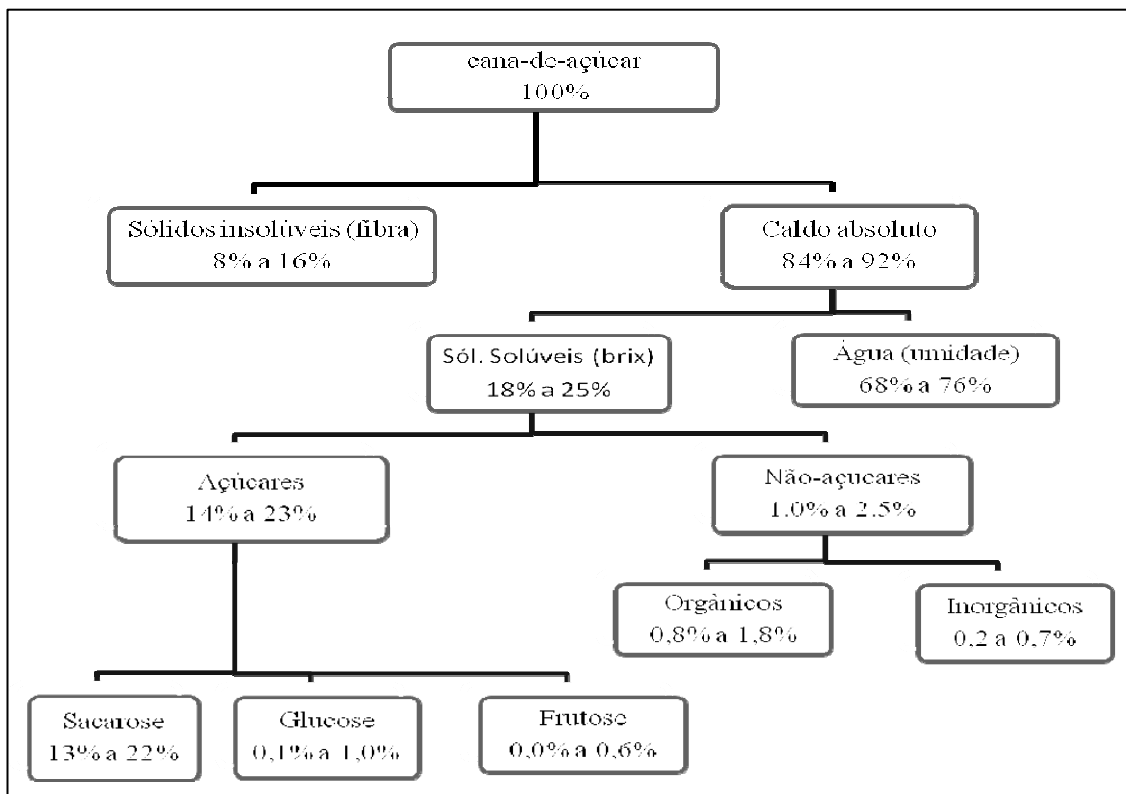 cana-de-açúcar
100%
Sólidos insolúveis (fibra)
8% a 16%
Caldo absoluto
84% a 92%
Sól. Solúveis (brix)
18% a 25%
Água (umidade)
68% a 76%
Açúcares
14% a 23%
Não-açucares
1.0% a 2.5%
Orgânicos
0,8% a 1,8%
Inorgânicos
0,2 a 0,7%
Sacarose
13% a 22%
Glucose
0,1% a 1,0%
Frutose
0,0% a 0,6%